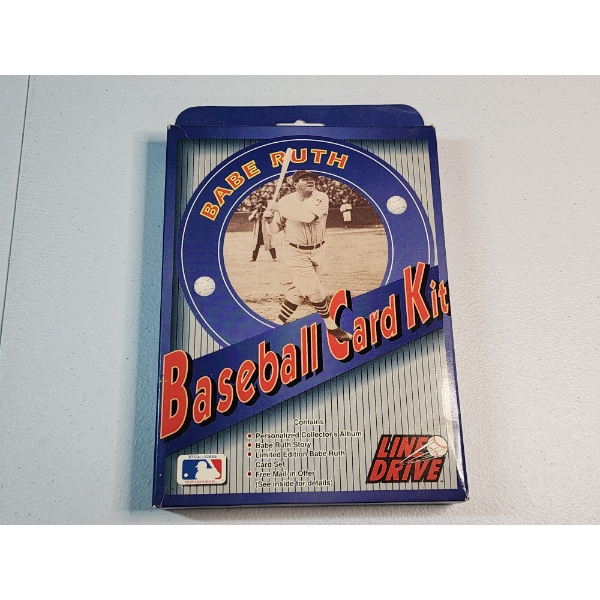 BABE RUTH
Baseball Card Kit
Contains
• Personalized Collector's Album
• Babe Ruth Story
• Limited Edition Babe Ruth
Card Set
• Free Mail-in Offer
(See inside for details)
LINE
DRIVE